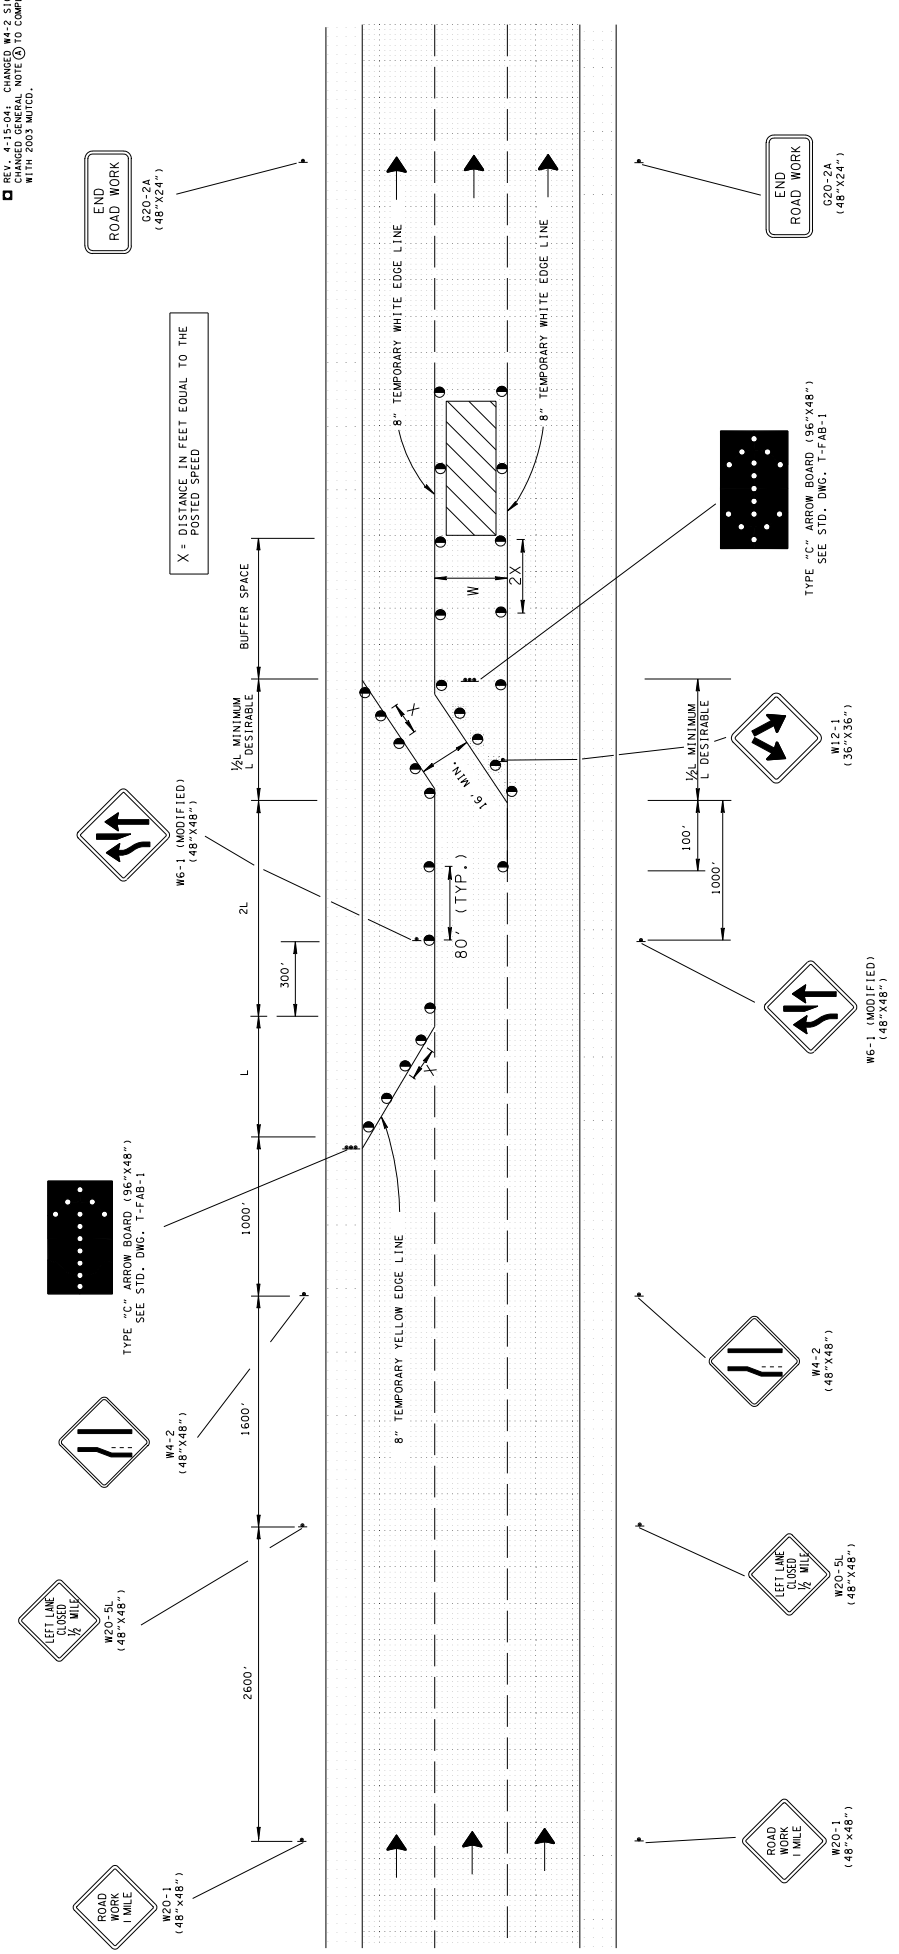 REV. 4-15-04: CHANGED W4-2 SIG
CHANGED GENERAL NOTE A TO COMP
WITH 2003 MUTCD.
END
ROAD WORK
G20-2A
(48"X24")
END
ROAD WORK
G20-2A
(48"X24")
X = DISTANCE IN FEET EQUAL TO THE
POSTED SPEED
8" TEMPORARY WHITE EDGE LINE
8" TEMPORARY WHITE EDGE LINE
BUFFER SPACE
W
2X
TYPE "C" ARROW BOARD (96"X48")
SEE STD. DWG. T-FAB-1
½L MINIMUM
L DESIRABLE
X
16' MIN.
½L MINIMUM
L DESIRABLE
W12-1
(36"X36")
W6-1 (MODIFIED)
(48"X48")
2L
300'
80' (TYP.)
100'
1000'
W6-1 (MODIFIED)
(48"X48")
L
X
TYPE "C" ARROW BOARD (96"X48")
SEE STD. DWG. T-FAB-1
1000'
8" TEMPORARY YELLOW EDGE LINE
W4-2
(48"X48")
W4-2
(48"X48")
1600'
LEFT LANE
CLOSED
½ MILE
W20-5L
(48"X48")
LEFT LANE
CLOSED
½ MILE
W20-5L
(48"X48")
2600'
ROAD
WORK
1 MILE
W20-1
(48"X48")
ROAD
WORK
1 MILE
W20-1
(48"X48")